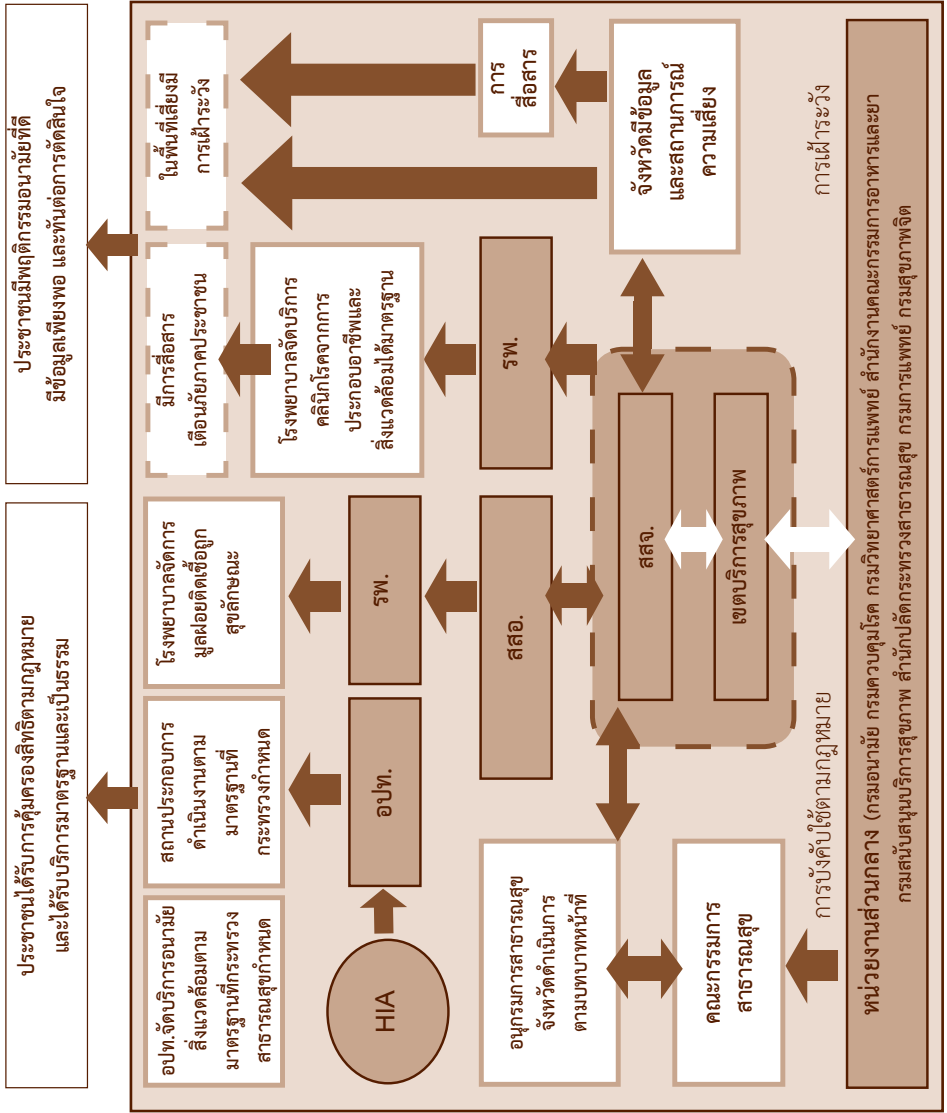 ประชาชนได้รับการคุ้มครองสิทธิตามกฎหมาย
และได้รับบริการมาตรฐานและเป็นธรรม
ประชาชนมีพฤติกรรมอนามัยที่ดี
มีข้อมูลเพียงพอ และทันต่อการตัดสินใจ
อปท.จัดบริการอนามัย
สิ่งแวดล้อมตาม
มาตรฐานที่กระทรวง
สาธารณสุขกำหนด
สถานประกอบการ
ดำเนินงานตาม
มาตรฐานที่
กระทรวงกำหนด
โรงพยาบาลจัดการ
มูลฝอยติดเชื้อถูก
สุขลักษณะ
มีการสื่อสาร
เตือนภัยภาคประชาชน
ในพื้นที่เสี่ยงมี
การเฝ้าระวัง
HIA
อปท.
รพ.
โรงพยาบาลจัดบริการ
คลินิกโรคจากการ
ประกอบอาชีพและ
สิ่งแวดล้อมได้มาตรฐาน
อนุกรมการสาธารณสุข
จังหวัดดำเนินการ
ตามบทบาทหน้าที่
สสอ.
รพ.
การ
สื่อสาร
คณะกรรมการ
สาธารณสุข
สสจ.
เขตบริการสุขภาพ
จังหวัดมีข้อมูล
และสถานการณ์
ความเสี่ยง
การบังคับใช้ตามกฎหมาย
การเฝ้าระวัง
หน่วยงานส่วนกลาง (กรมอนามัย กรมควบคุมโรค กรมวิทยาศาสตร์การแพทย์ สำนักงานคณะกรรมการอาหารและยา
กรมสนับสนุนบริการสุขภาพ สำนักปลัดกระทรวงสาธารณสุข กรมการแพทย์ กรมสุขภาพจิต